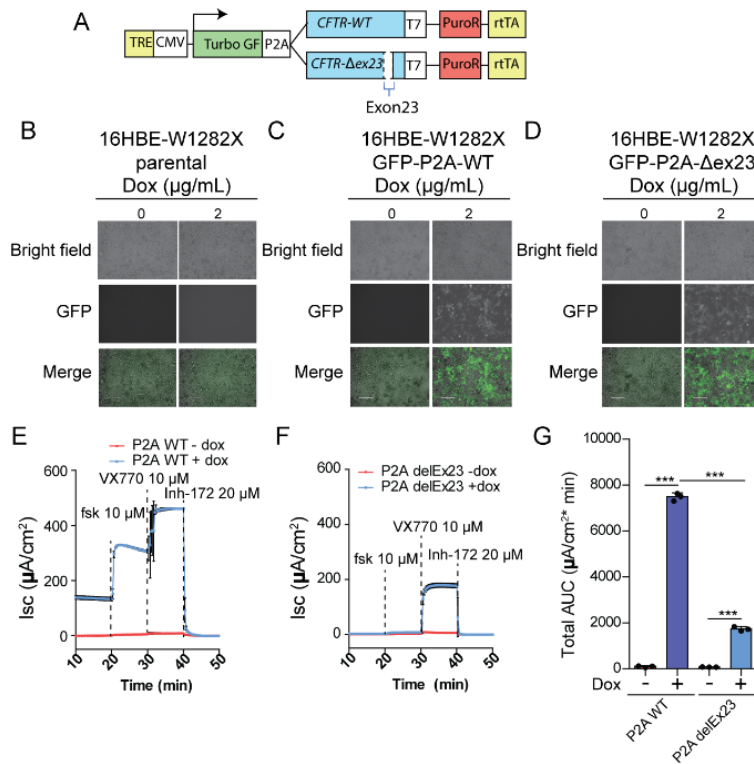 A
TRE CMV Turbo GF P2A CFTR-WT T7 PuroR rtTA
CFTR-Δex23 T7 PuroR rtTA
Exon23
B
16HBE-W1282X
parental
Dox (µg/mL)
0 2
Bright field
GFP
Merge
C
16HBE-W1282X
GFP-P2A-WT
Dox (µg/mL)
0 2
Bright field
GFP
Merge
D
16HBE-W1282X
GFP-P2A-Δex23
Dox (µg/mL)
0 2
Bright field
GFP
Merge
E
P2A WT - dox
P2A WT + dox
VX770 10 µM
Inh-172 20 µM
fsk 10 µM
Isc (µA/cm²)
600
400
200
0
10 20 30 40 50
Time (min)
F
P2A delEx23 -dox
P2A delEx23 +dox
VX770 10 µM
fsk 10 µM Inh-172 20 µM
Isc (µA/cm²)
600
400
200
0
10 20 30 40 50
Time (min)
G
Total AUC (µA/cm²* min)
10000
8000
6000
4000
2000
0
*** ***
***
Dox - + - +
P2A WT
P2A delEx23